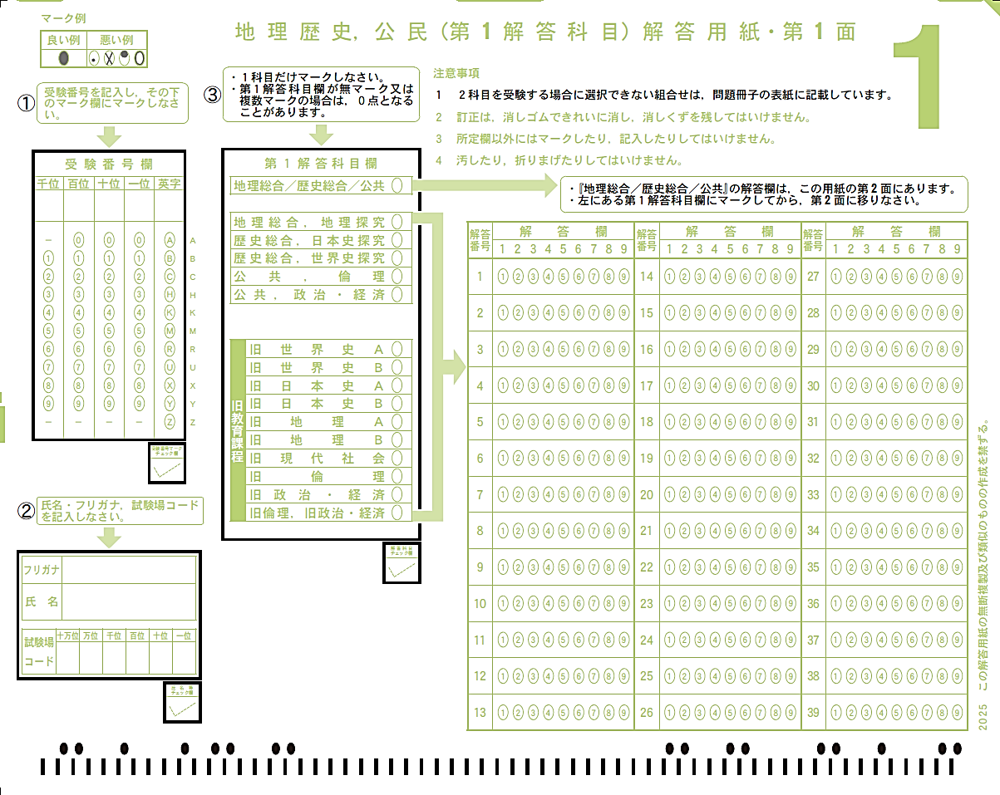 マーク例
良い例 悪い例
地理歴史，公民（第１解答科目）解答用紙・第１面
1
① 受験番号を記入し，その下
のマーク欄にマークしなさ
い。
受験番号欄
千位 百位 十位 一位 英字
－ ⓪ ⓪ ⓪ Ⓐ A
① ① ① ① Ⓑ B
② ② ② ② Ⓒ C
③ ③ ③ ③ Ⓗ H
④ ④ ④ ④ Ⓚ K
⑤ ⑤ ⑤ ⑤ Ⓜ M
⑥ ⑥ ⑥ ⑥ Ⓡ R
⑦ ⑦ ⑦ ⑦ Ⓤ U
⑧ ⑧ ⑧ ⑧ Ⓧ X
⑨ ⑨ ⑨ ⑨ Ⓨ Y
－ － － － Ⓩ Z
受験番号マーク
チェック欄
② 氏名・フリガナ，試験場コード
を記入しなさい。
フリガナ
氏 名
試験場
コード
十万位 万位 千位 百位 十位 一位
氏名等
チェック欄
③ ・１科目だけマークしなさい。
・第１解答科目欄が無マーク又は
複数マークの場合は，０点となる
ことがあります。
第１解答科目欄
地理総合／歴史総合／公共
地理総合，地理探究
歴史総合，日本史探究
歴史総合，世界史探究
公共，倫理
公共，政治・経済
旧教育課程
旧世界史A
旧世界史B
旧日本史A
旧日本史B
旧地理A
旧地理B
旧現代社会
旧倫理
旧政治・経済
旧倫理，旧政治・経済
解答科目
チェック欄
注意事項
1 ２科目を受験する場合に選択できない組合せは，問題冊子の表紙に記載しています。
2 訂正は，消しゴムできれいに消し，消しくずを残してはいけません。
3 所定欄以外にはマークしたり，記入したりしてはいけません。
4 汚したり，折りまげたりしてはいけません。
・『地理総合／歴史総合／公共』の解答欄は，この用紙の第２面にあります。
・左にある第１解答科目欄にマークしてから，第２面に移りなさい。
解答番号 解答欄 解答番号 解答欄 解答番号 解答欄
1 2 3 4 5 6 7 8 9 1 2 3 4 5 6 7 8 9 1 2 3 4 5 6 7 8 9
1 ①②③④⑤⑥⑦⑧⑨ 14 ①②③④⑤⑥⑦⑧⑨ 27 ①②③④⑤⑥⑦⑧⑨
2 ①②③④⑤⑥⑦⑧⑨ 15 ①②③④⑤⑥⑦⑧⑨ 28 ①②③④⑤⑥⑦⑧⑨
3 ①②③④⑤⑥⑦⑧⑨ 16 ①②③④⑤⑥⑦⑧⑨ 29 ①②③④⑤⑥⑦⑧⑨
4 ①②③④⑤⑥⑦⑧⑨ 17 ①②③④⑤⑥⑦⑧⑨ 30 ①②③④⑤⑥⑦⑧⑨
5 ①②③④⑤⑥⑦⑧⑨ 18 ①②③④⑤⑥⑦⑧⑨ 31 ①②③④⑤⑥⑦⑧⑨
6 ①②③④⑤⑥⑦⑧⑨ 19 ①②③④⑤⑥⑦⑧⑨ 32 ①②③④⑤⑥⑦⑧⑨
7 ①②③④⑤⑥⑦⑧⑨ 20 ①②③④⑤⑥⑦⑧⑨ 33 ①②③④⑤⑥⑦⑧⑨
8 ①②③④⑤⑥⑦⑧⑨ 21 ①②③④⑤⑥⑦⑧⑨ 34 ①②③④⑤⑥⑦⑧⑨
9 ①②③④⑤⑥⑦⑧⑨ 22 ①②③④⑤⑥⑦⑧⑨ 35 ①②③④⑤⑥⑦⑧⑨
10 ①②③④⑤⑥⑦⑧⑨ 23 ①②③④⑤⑥⑦⑧⑨ 36 ①②③④⑤⑥⑦⑧⑨
11 ①②③④⑤⑥⑦⑧⑨ 24 ①②③④⑤⑥⑦⑧⑨ 37 ①②③④⑤⑥⑦⑧⑨
12 ①②③④⑤⑥⑦⑧⑨ 25 ①②③④⑤⑥⑦⑧⑨ 38 ①②③④⑤⑥⑦⑧⑨
13 ①②③④⑤⑥⑦⑧⑨ 26 ①②③④⑤⑥⑦⑧⑨ 39 ①②③④⑤⑥⑦⑧⑨
2025 この解答用紙の無断複製及び類似のものの作成を禁ずる。